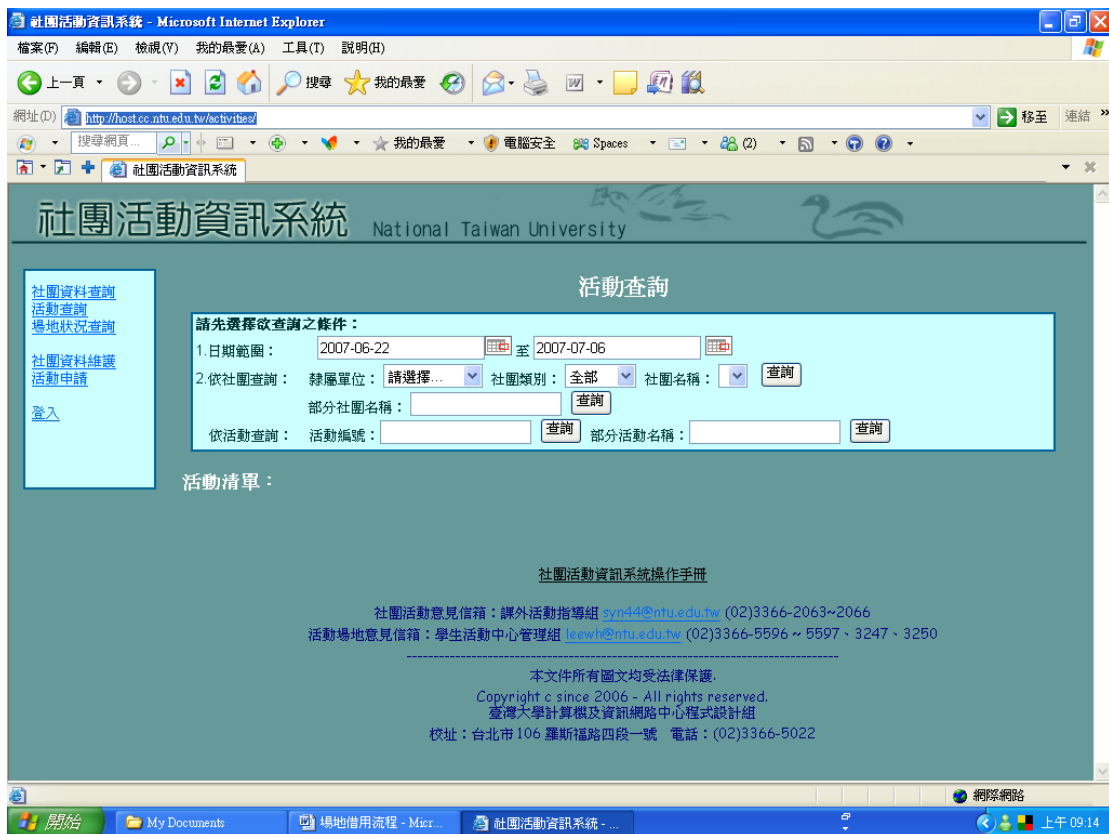 社團活動資訊系統 - Microsoft Internet Explorer
檔案(F) 編輯(E) 檢視(V) 我的最愛(A) 工具(T) 說明(H)
上一頁 搜尋 我的最愛
網址(D) http://host.cc.ntu.edu.tw/activities/ 移至 連結 »
搜尋網頁... 我的最愛 電腦安全 Spaces (2)
社團活動資訊系統
社團活動資訊系統 National Taiwan University
社團資料查詢
活動查詢
場地狀況查詢
社團資料維護
活動申請
登入
活動查詢
請先選擇欲查詢之條件：
1.日期範圍： 2007-06-22 至 2007-07-06
2.依社團查詢： 隸屬單位： 請選擇... 社團類別： 全部 社團名稱： 查詢
部分社團名稱： 查詢
依活動查詢： 活動編號： 查詢 部分活動名稱： 查詢
活動清單：
社團活動資訊系統操作手冊
社團活動意見信箱：課外活動指導組 syn44@ntu.edu.tw (02)3366-2063~2066
活動場地意見信箱：學生活動中心管理組 leewh@ntu.edu.tw (02)3366-5596 ~ 5597、3247、3250
--------------------------------------------------------------------------------
本文件所有圖文均受法律保護.
Copyright c since 2006 - All rights reserved.
臺灣大學計算機及資訊網路中心程式設計組
校址：台北市106 羅斯福路四段一號 電話：(02)3366-5022
網際網路
開始 My Documents 場地借用流程 - Micr... 社團活動資訊系統 - ... 上午 09:14